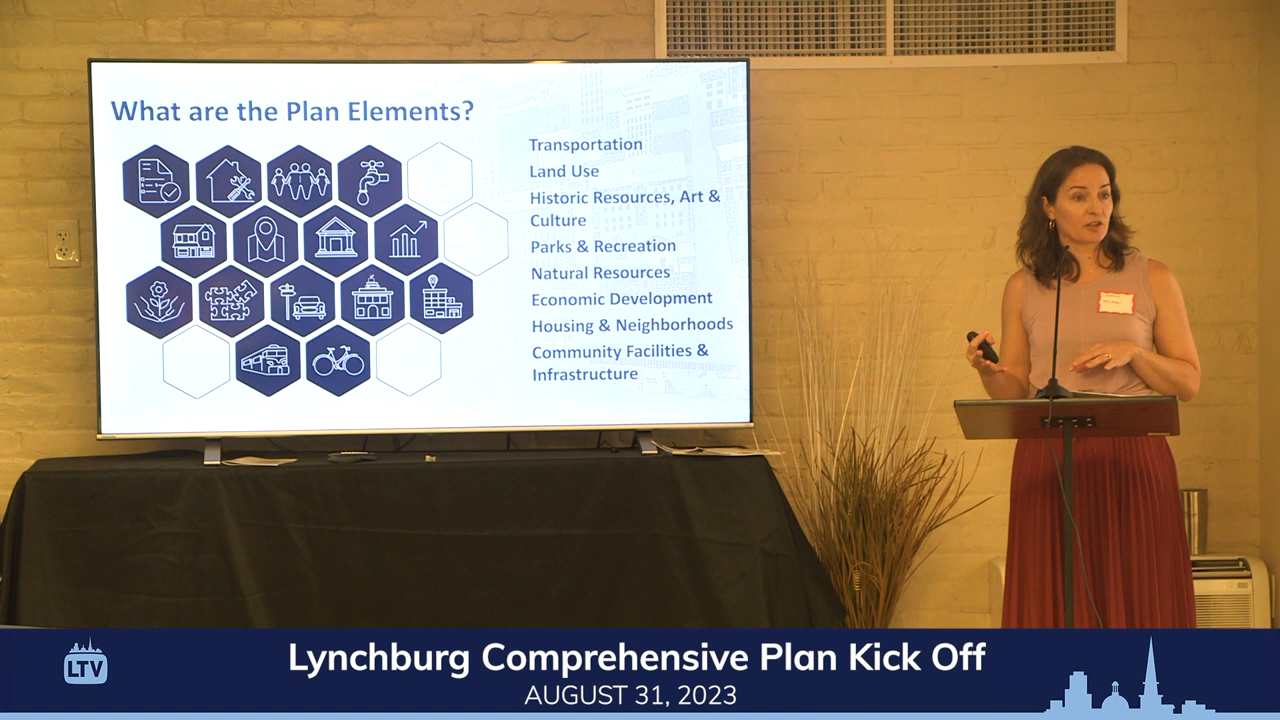 What are the Plan Elements?
Transportation
Land Use
Historic Resources, Art &
Culture
Parks & Recreation
Natural Resources
Economic Development
Housing & Neighborhoods
Community Facilities &
Infrastructure
LTV
Lynchburg Comprehensive Plan Kick Off
AUGUST 31, 2023